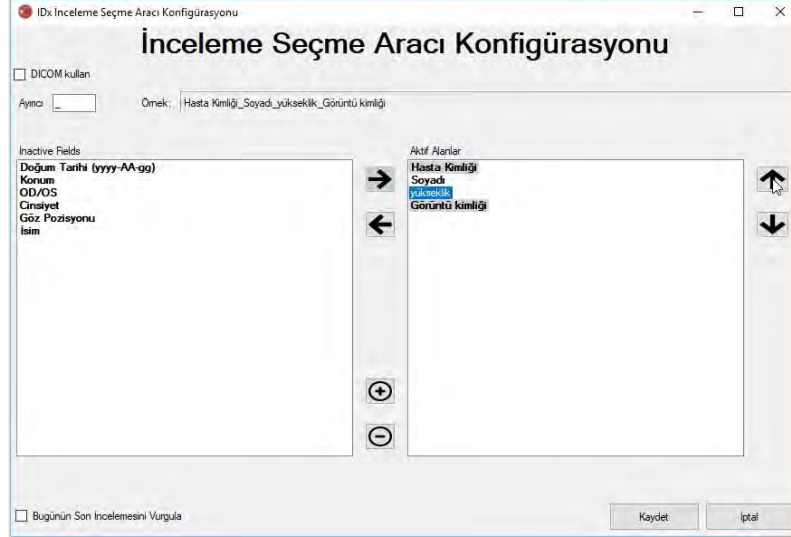 IDx İnceleme Seçme Aracı Konfigürasyonu
İnceleme Seçme Aracı Konfigürasyonu
DICOM kullan
Ayırıcı _ Örnek: Hasta Kimliği_Soyadı_yükseklik_Görüntü kimliği
Inactive Fields
Doğum Tarihi (yyyy-AA-gg)
Konum
OD/OS
Cinsiyet
Göz Pozisyonu
İsim
Aktif Alanlar
Hasta Kimliği
Soyadı
yükseklik
Görüntü kimliği
Bugünün Son İncelemesini Vurgula
Kaydet
İptal